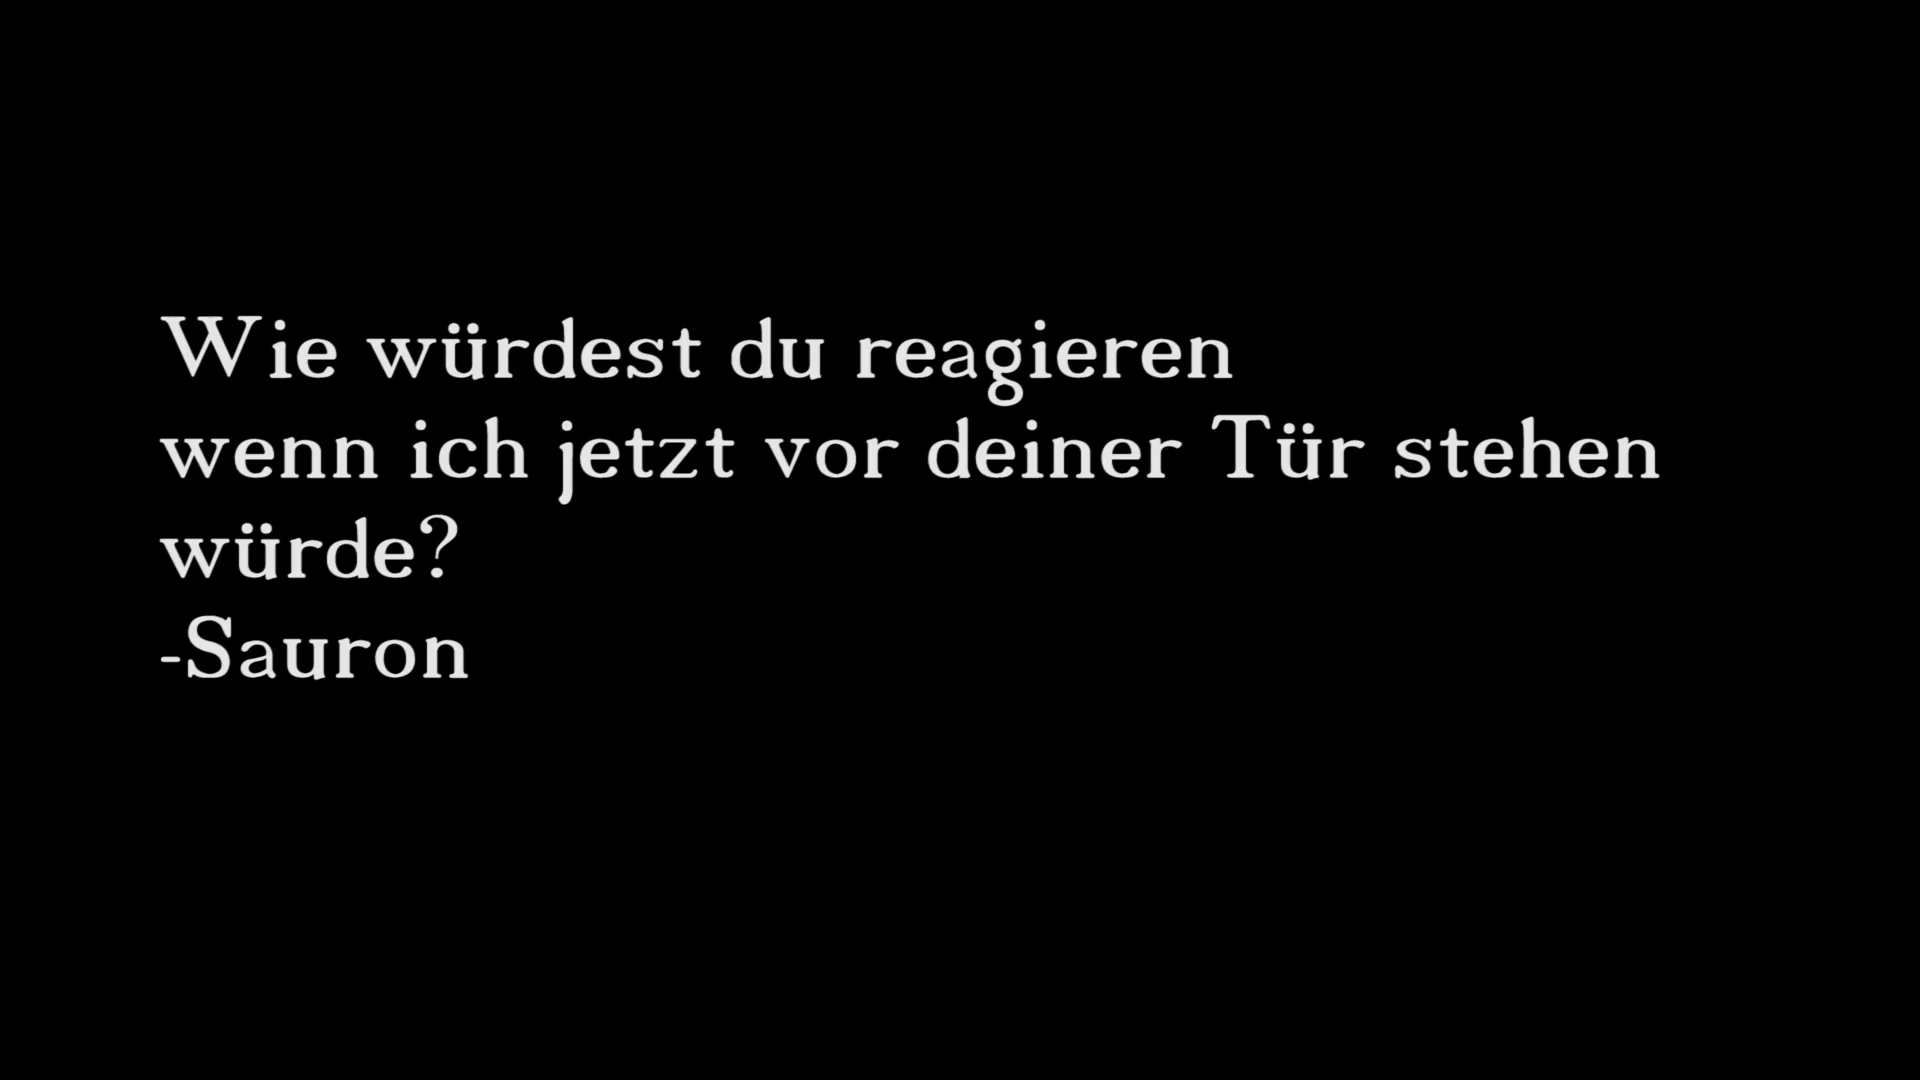 Wie würdest du reagieren
wenn ich jetzt vor deiner Tür stehen
würde?
-Sauron